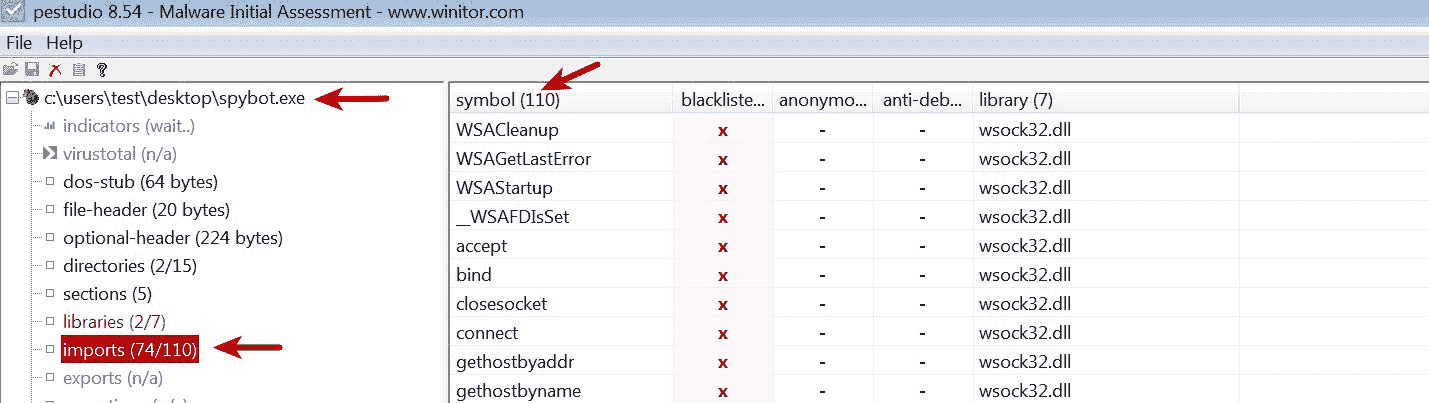 pestudio 8.54 - Malware Initial Assessment - www.winitor.com
File Help
c:\users\test\desktop\spybot.exe
indicators (wait..)
virustotal (n/a)
dos-stub (64 bytes)
file-header (20 bytes)
optional-header (224 bytes)
directories (2/15)
sections (5)
libraries (2/7)
imports (74/110)
exports (n/a)
symbol (110) blackliste... anonymo... anti-deb... library (7)
WSACleanup x - - wsock32.dll
WSAGetLastError x - - wsock32.dll
WSAStartup x - - wsock32.dll
__WSAFDIsSet x - - wsock32.dll
accept x - - wsock32.dll
bind x - - wsock32.dll
closesocket x - - wsock32.dll
connect x - - wsock32.dll
gethostbyaddr x - - wsock32.dll
gethostbyname x - - wsock32.dll